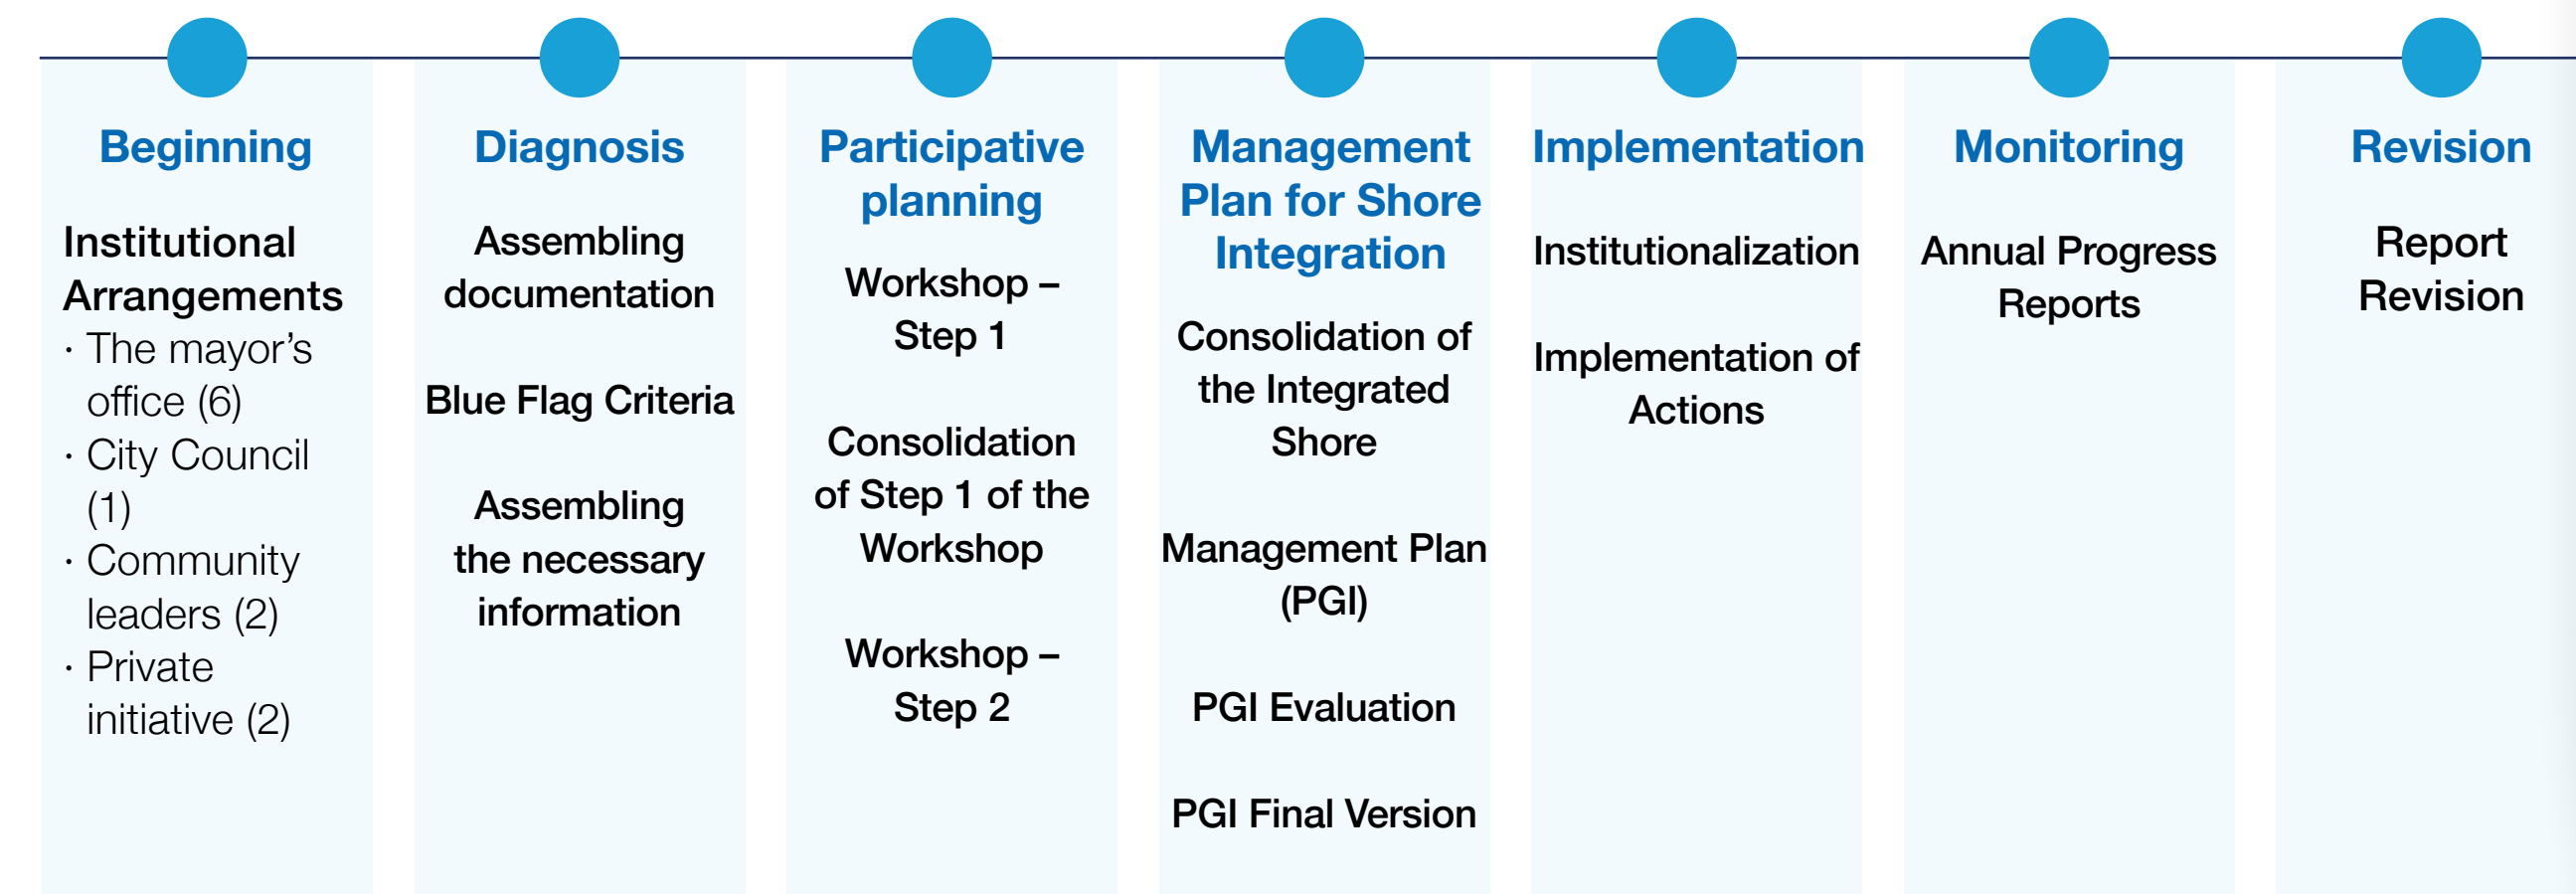 Beginning
Institutional
Arrangements
· The mayor’s
office (6)
· City Council
(1)
· Community
leaders (2)
· Private
initiative (2)
Diagnosis
Assembling
documentation
Blue Flag Criteria
Assembling
the necessary
information
Participative
planning
Workshop –
Step 1
Consolidation
of Step 1 of the
Workshop
Workshop –
Step 2
Management
Plan for Shore
Integration
Consolidation of
the Integrated
Shore
Management Plan
(PGI)
PGI Evaluation
PGI Final Version
Implementation
Institutionalization
Implementation of
Actions
Monitoring
Annual Progress
Reports
Revision
Report
Revision